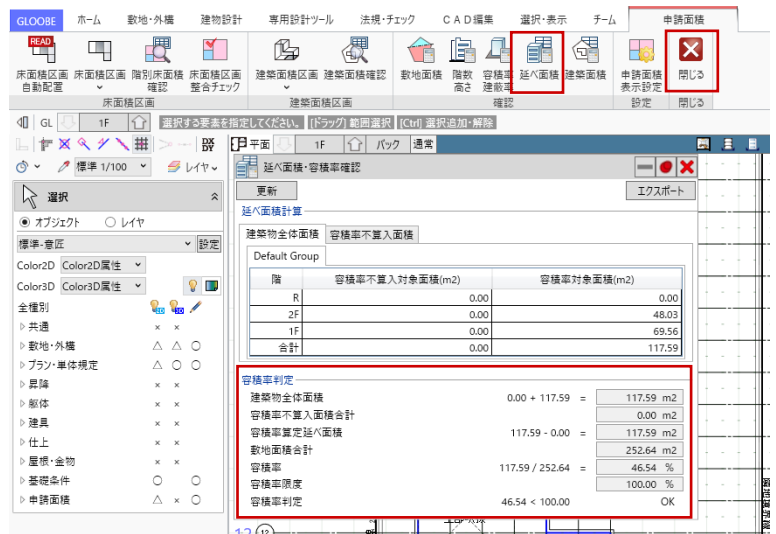 GLOOBE ホーム 敷地・外構 建物設計 専用設計ツール 法規・チェック CAD編集 選択・表示 チーム 申請面積
READ
床面積区画 床面積区画 階別床面積 床面積区画 建築面積区画 建築面積確認 敷地面積 階数 容積率 延べ面積 建築面積 申請面積 閉じる
自動配置 確認 整合チェック 高さ 建蔽率 表示設定
床面積区画 建築面積区画 確認 設定 閉じる
GL 1F 選択する要素を指定してください。 [ドラッグ] 範囲選択 [Ctrl] 選択追加・解除
平面 1F バック 通常
標準 1/100 レイヤ
延べ面積・容積率確認
選択
更新 エクスポート
オブジェクト レイヤ
延べ面積計算
標準-意匠 設定
建築物全体面積 容積率不算入面積
Color2D Color2D属性
Default Group
Color3D Color3D属性
階 容積率不算入対象面積(m2) 容積率対象面積(m2)
全種別 2D 3D
R 0.00 0.00
共通 × ×
2F 0.00 48.03
敷地・外構 △ △ ○
1F 0.00 69.56
合計 0.00 117.59
プラン・単体規定 △ ○ ○
昇降 × ×
容積率判定
躯体 × ×
建築物全体面積 0.00 + 117.59 = 117.59 m2
建具 × ×
容積率不算入面積合計 0.00 m2
仕上 × ×
容積率算定延べ面積 117.59 - 0.00 = 117.59 m2
敷地面積合計 252.64 m2
屋根・金物 × ×
容積率 117.59 / 252.64 = 46.54 %
基礎条件 ○ ○
容積率限度 100.00 %
申請面積 △ × ○
容積率判定 46.54 < 100.00 OK
12 12
隣地境界線